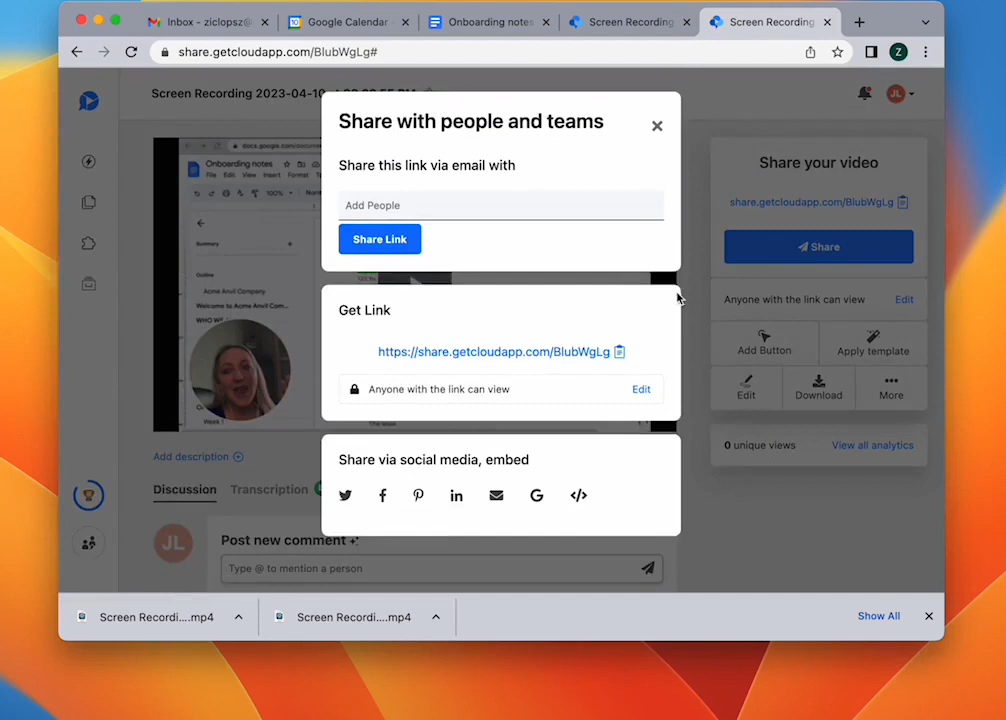 Inbox - ziclopsz@
Google Calendar -
Onboarding notes
Screen Recording
Screen Recording
share.getcloudapp.com/BlubWgLg#
Z
Screen Recording 2023-04-10
JL
Share with people and teams
Share this link via email with
Add People
Share Link
Get Link
https://share.getcloudapp.com/BlubWgLg
Anyone with the link can view
Edit
Share via social media, embed
docs.google.com/docume
Onboarding notes
File Edit View Insert Format
100%
Summary
Outline
Acme Anvil Company
Welcome to Acme Anvil Com...
Week 1
Share your video
share.getcloudapp.com/BlubWgLg
Share
Anyone with the link can view
Edit
Add Button
Apply template
Edit
Download
More
0 unique views
View all analytics
Add description
Discussion
Transcription
JL
Post new comment
Type @ to mention a person
Screen Recordi....mp4
Screen Recordi....mp4
Show All